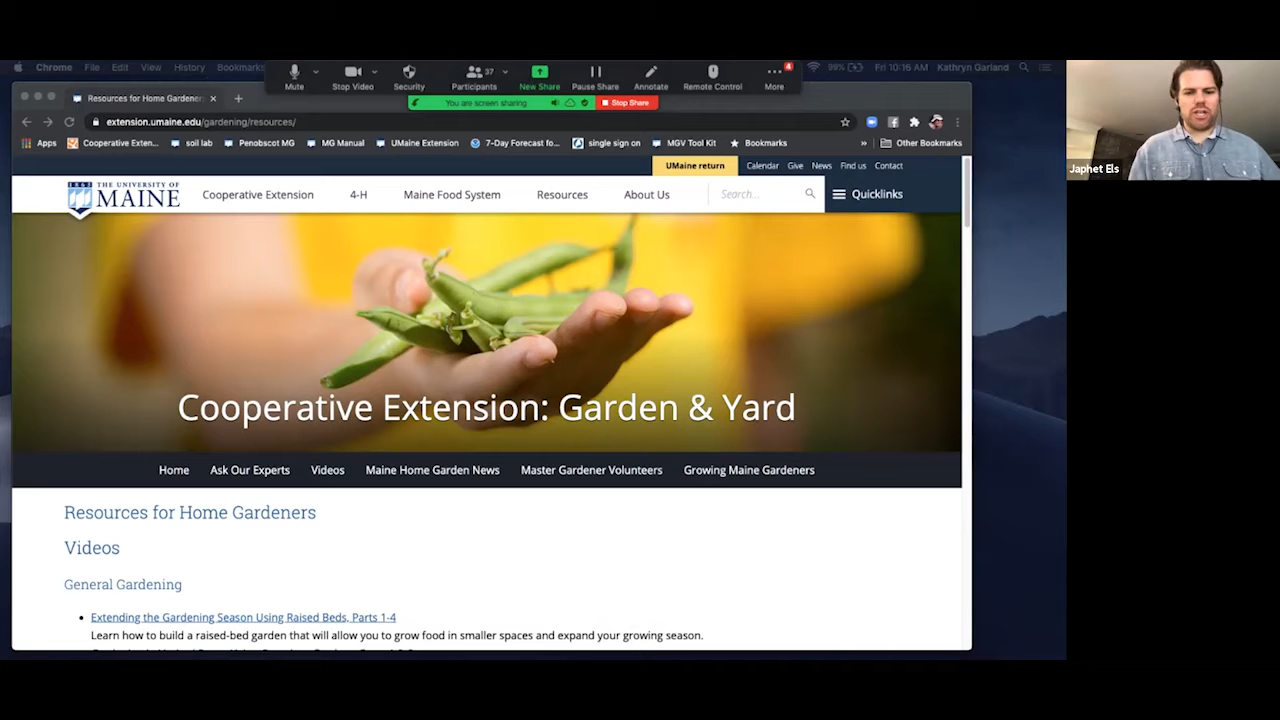 Chrome File Edit View History Bookmarks
99% Fri 10:16 AM Kathryn Garland
37
4
Mute Stop Video Security Participants New Share Pause Share Annotate Remote Control More
You are screen sharing Stop Share
Resources for Home Gardener
extension.umaine.edu/gardening/resources/
Apps Cooperative Exten... soil lab Penobscot MG MG Manual UMaine Extension 7-Day Forecast fo... single sign on MGV Tool Kit Bookmarks » Other Bookmarks
Japhet Els
UMaine return Calendar Give News Find us Contact
1865
THE UNIVERSITY OF
MAINE
Cooperative Extension 4-H Maine Food System Resources About Us Search... Quicklinks
Cooperative Extension: Garden & Yard
Home Ask Our Experts Videos Maine Home Garden News Master Gardener Volunteers Growing Maine Gardeners
Resources for Home Gardeners
Videos
General Gardening
Extending the Gardening Season Using Raised Beds, Parts 1-4
Learn how to build a raised-bed garden that will allow you to grow food in smaller spaces and expand your growing season.